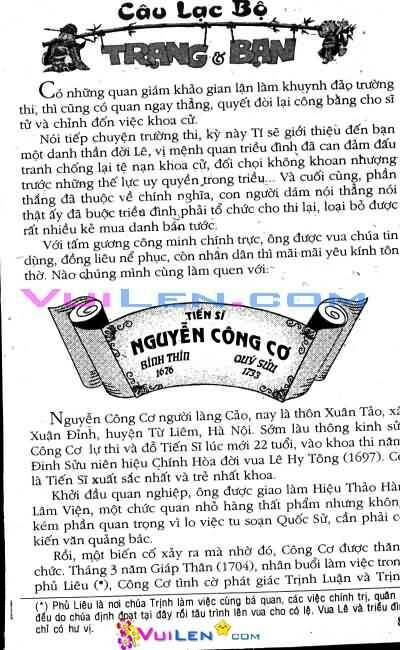 Câu Lạc Bộ
TRẠNG & BẠN
Có những quan giám khảo gian lận làm khuynh đảo trường
thi, thì cũng có quan ngay thẳng, quyết đòi lại công bằng cho sĩ
tử và chỉnh đốn việc khoa cử.
Nói tiếp chuyện trường thi, kỳ này Tí sẽ giới thiệu đến bạn
một danh thần đời Lê, vị mệnh quan triều đình đã can đảm đấu
tranh chống lại tệ nạn khoa cử, đối chọi không khoan nhượng
trước những thế lực uy quyền trong triều... Và cuối cùng, phần
thắng đã thuộc về chính nghĩa, con người dám nói thẳng nói
thật ấy đã buộc triều đình phải tổ chức cho thi lại, loại bỏ được
rất nhiều kẻ mua danh bán tước.
Với tấm gương công minh chính trực, ông được vua chúa tin
dùng, đồng liêu nể phục, còn nhân dân thì mãi mãi yêu kính tôn
thờ. Nào chúng mình cùng làm quen với:
VuiLen.com
TIẾN SĨ
NGUYỄN CÔNG CƠ
BÍNH THÌN QUÝ SỬU
1676 1733
Nguyễn Công Cơ người làng Cảo, nay là thôn Xuân Tảo, xã
Xuân Đỉnh, huyện Từ Liêm, Hà Nội. Sớm làu thông kinh sử
Công Cơ dự thi và đỗ Tiến Sĩ lúc mới 22 tuổi, vào khoa thi năm
Đinh Sửu niên hiệu Chính Hòa đời vua Lê Hy Tông (1697). Cơ
là Tiến Sĩ xuất sắc nhất và trẻ nhất khoa.
Khởi đầu quan nghiệp, ông được giao làm Hiệu Thảo Hàn
Lâm Viện, một chức quan nhỏ hàng thất phẩm nhưng không
kém phần quan trọng vì lo việc tu soạn Quốc Sử, cần phải có
kiến văn quảng bác.
Rồi, một biến cố xảy ra mà nhờ đó, Công Cơ được thăng
chức. Tháng 3 năm Giáp Thân (1704), nhân buổi làm việc trong
phủ Liêu (*), Công Cơ tình cờ phát giác Trịnh Luận và Trịnh
(*) Phủ Liêu là nơi chúa Trịnh làm việc cùng bá quan, các việc chính trị, quân
đều do chúa định đoạt tại đây rồi tâu trình lên vua cho có lệ. Vua Lê và triều đình
chỉ có hư vị.
VuiLen.com